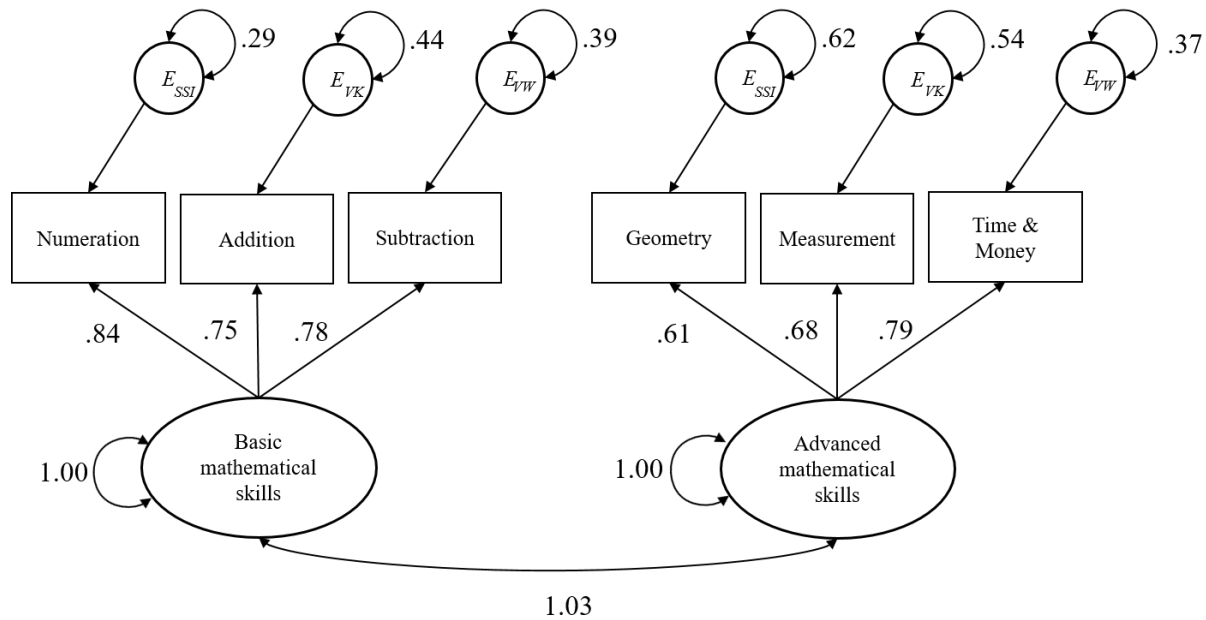 .29
.44
.39
.62
.54
.37
E_SSI
E_VK
E_VW
E_SSI
E_VK
E_VW
Numeration
Addition
Subtraction
Geometry
Measurement
Time &
Money
.84
.75
.78
.61
.68
.79
Basic
mathematical
skills
1.00
Advanced
mathematical
skills
1.00
1.03